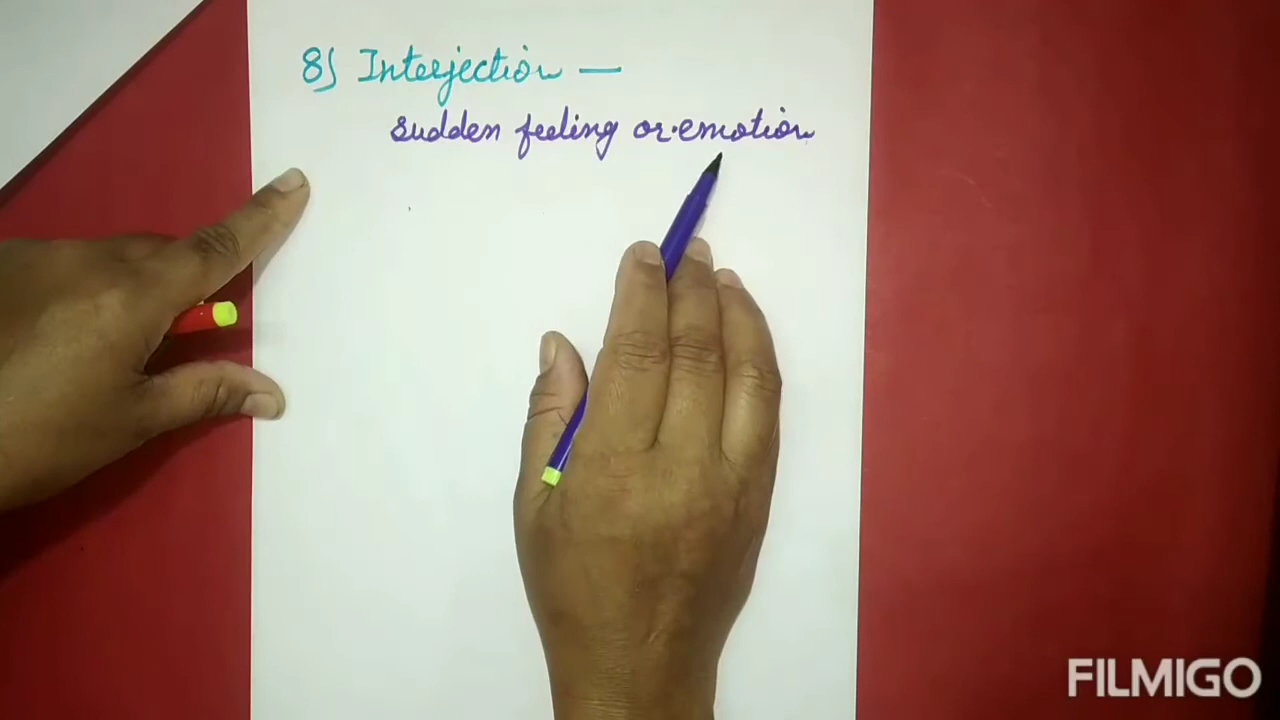 8) Interjection —
sudden feeling or emotion
FILMIGO